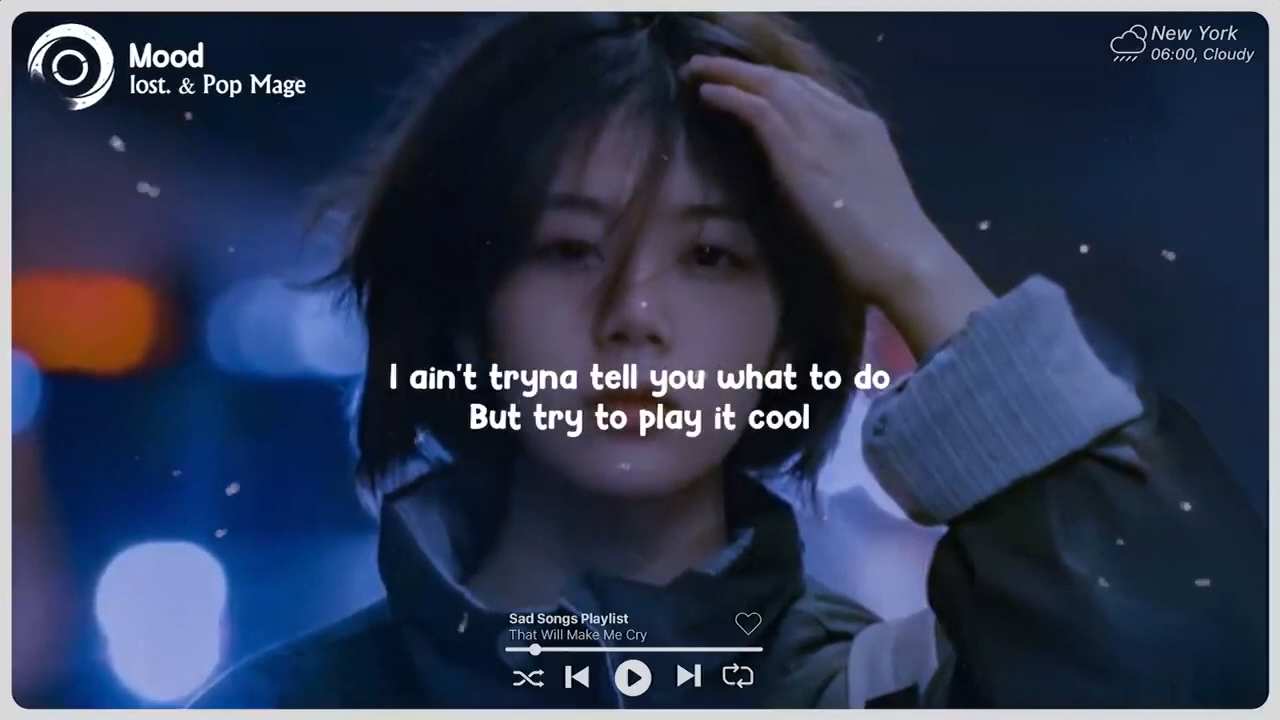 Mood
lost. & Pop Mage
New York
06:00, Cloudy
I ain't tryna tell you what to do
But try to play it cool
Sad Songs Playlist
That Will Make Me Cry